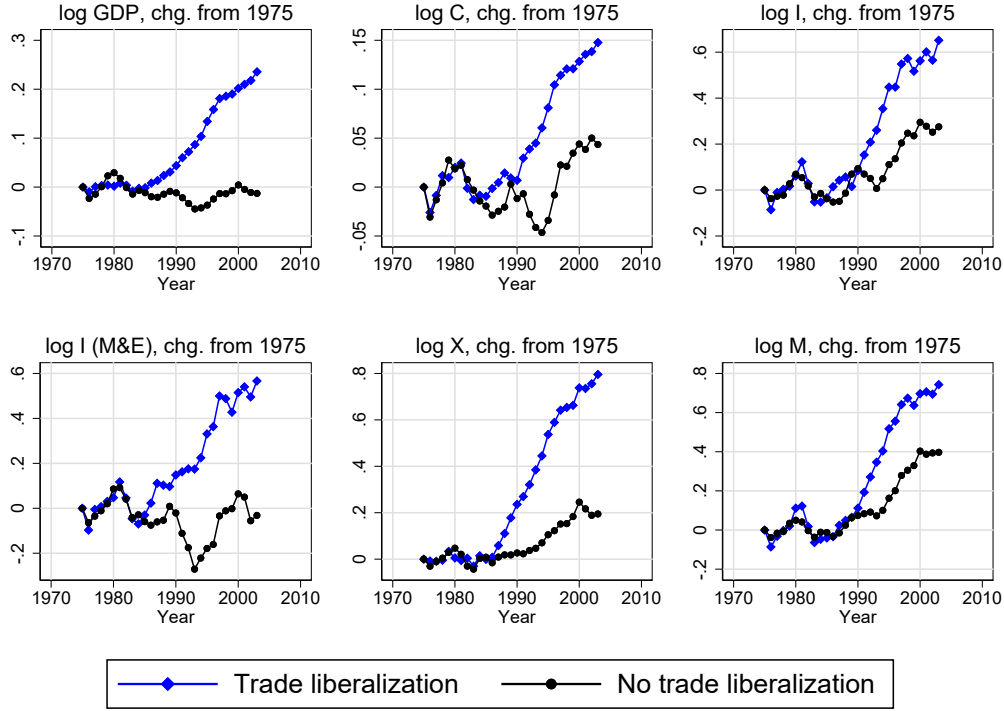 log GDP, chg. from 1975
.3
.2
.1
0
-.1
1970 1980 1990 2000 2010
Year
log C, chg. from 1975
.15
.1
.05
0
-.05
1970 1980 1990 2000 2010
Year
log I, chg. from 1975
.6
.4
.2
0
-.2
1970 1980 1990 2000 2010
Year
log I (M&E), chg. from 1975
.6
.4
.2
0
-.2
1970 1980 1990 2000 2010
Year
log X, chg. from 1975
.8
.6
.4
.2
0
1970 1980 1990 2000 2010
Year
log M, chg. from 1975
.8
.6
.4
.2
0
-.2
1970 1980 1990 2000 2010
Year
Trade liberalization No trade liberalization